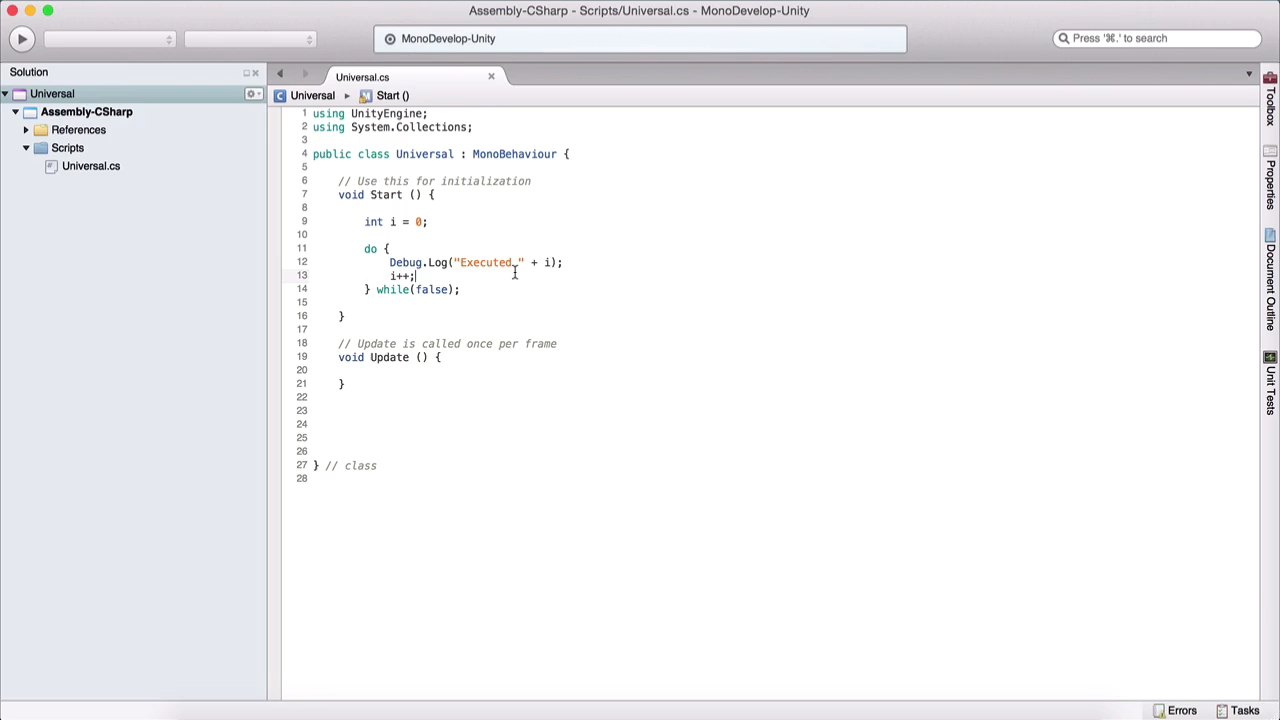 Assembly-CSharp - Scripts/Universal.cs - MonoDevelop-Unity
MonoDevelop-Unity
Press '⌘.' to search
Solution
Universal
Assembly-CSharp
References
Scripts
Universal.cs
Universal.cs
Universal ▸ Start ()
1 using UnityEngine;
2 using System.Collections;
3
4 public class Universal : MonoBehaviour {
5
6     // Use this for initialization
7     void Start () {
8
9         int i = 0;
10
11         do {
12             Debug.Log("Executed " + i);
13             i++;
14         } while(false);
15
16     }
17
18     // Update is called once per frame
19     void Update () {
20
21     }
22
23
24
25
26
27 } // class
28
Toolbox
Properties
Document Outline
Unit Tests
Errors
Tasks